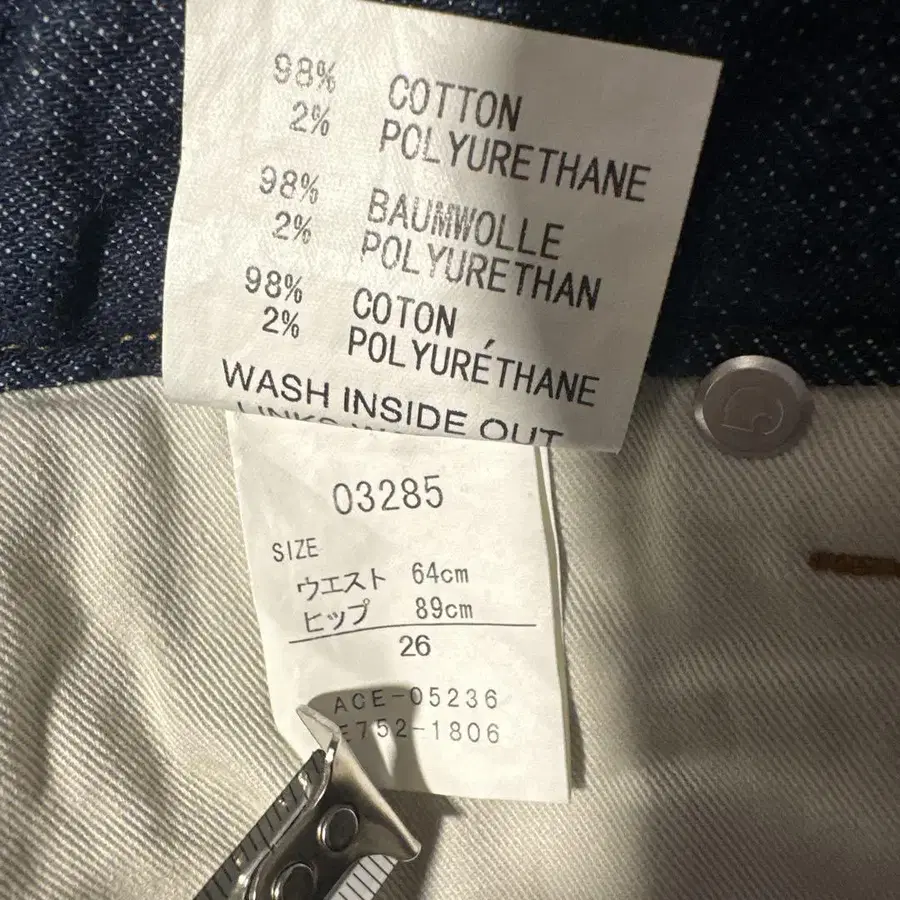 98% COTTON
2% POLYURETHANE
98% BAUMWOLLE
2% POLYURETHAN
98% COTON
2% POLYURÉTHANE
WASH INSIDE OUT
03285
SIZE
ウエスト 64cm
ヒップ 89cm
26
ACE-05236
E752-1806